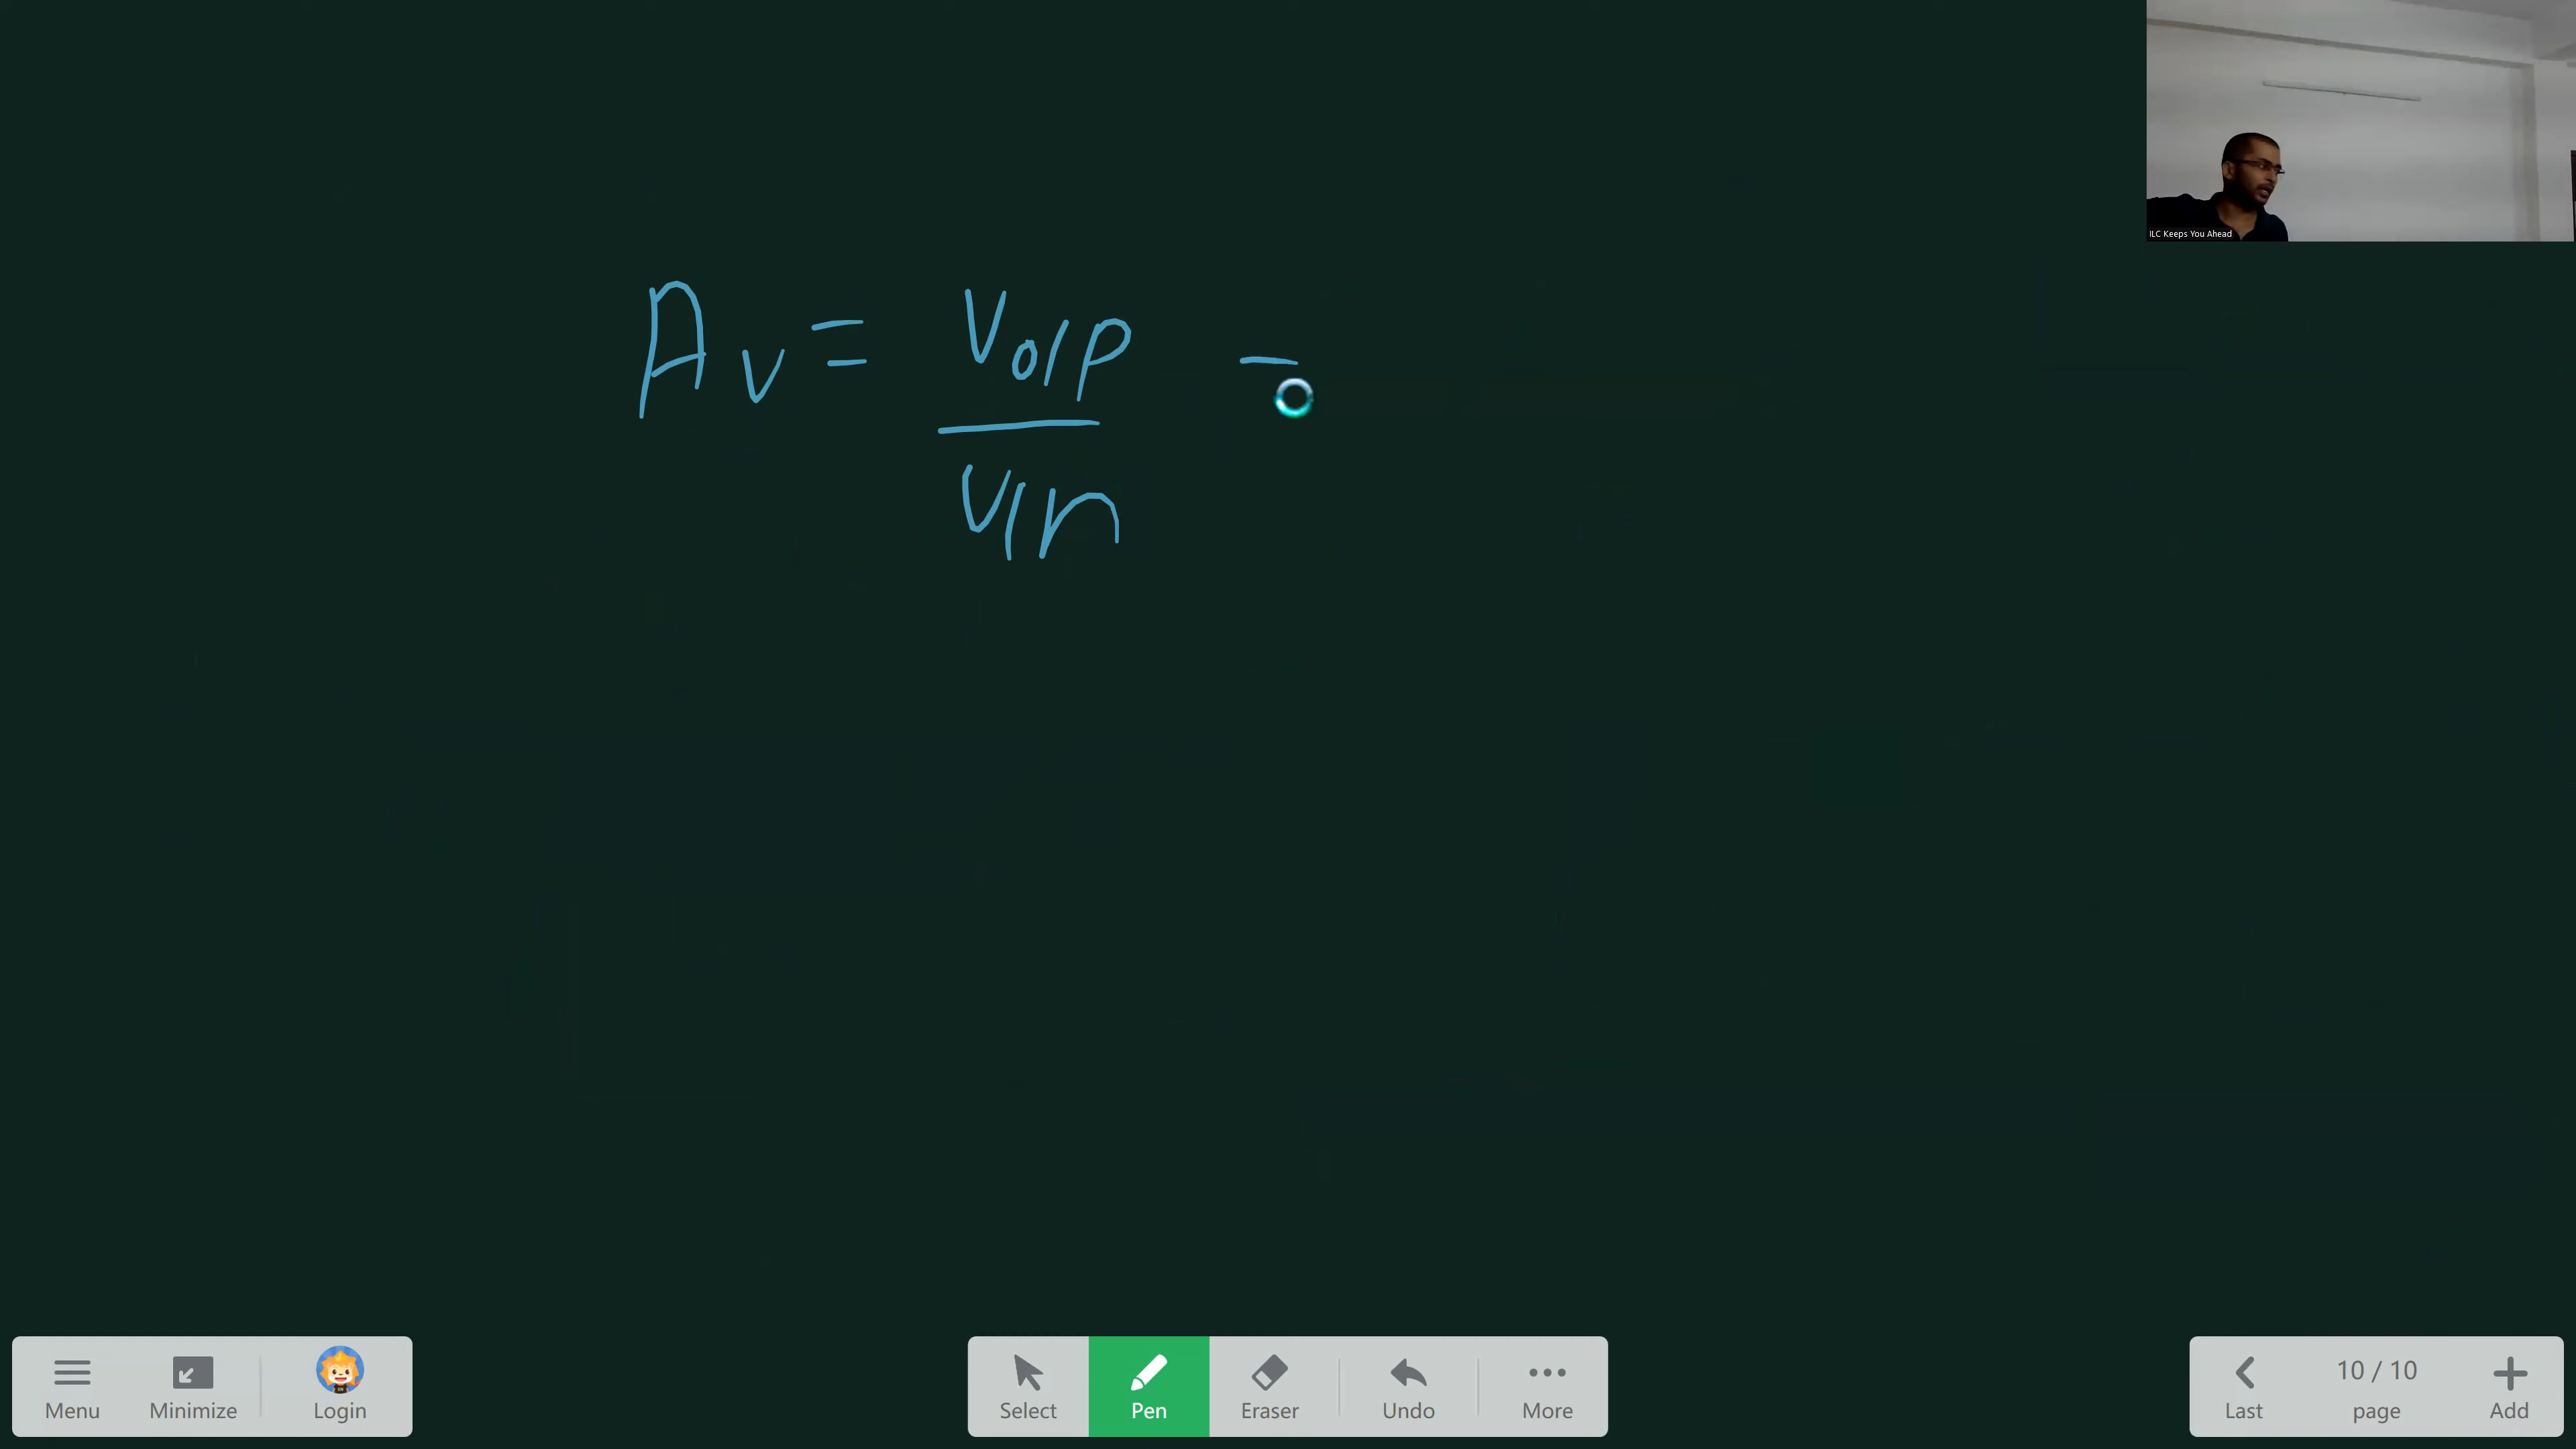 ILC Keeps You Ahead
Av = Vo/p =
Vin
Menu Minimize Login Select Pen Eraser Undo More Last 10 / 10 page Add